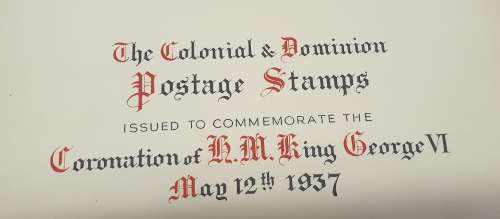 The Colonial & Dominion
Postage Stamps
ISSUED TO COMMEMORATE THE
Coronation of H.M. King George VI
May 12th 1937